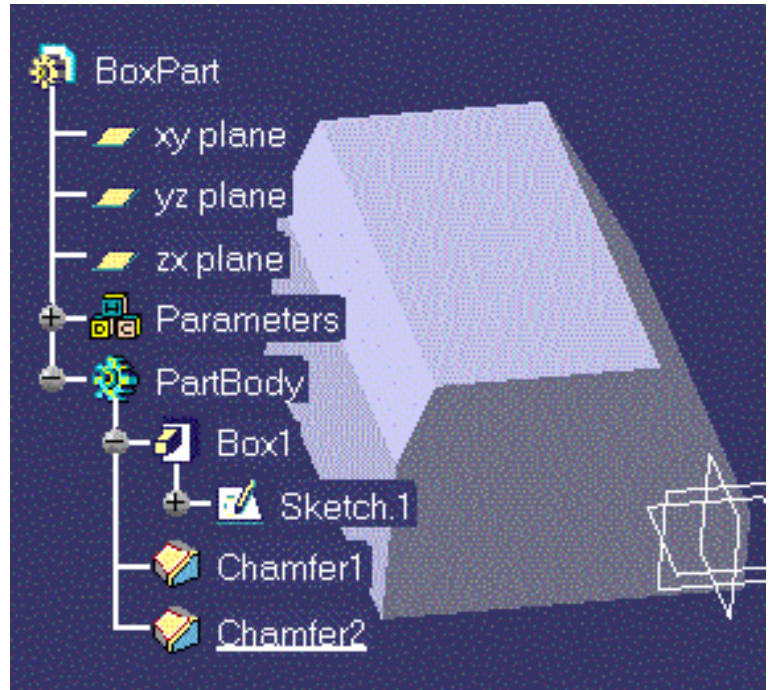 BoxPart
xy plane
yz plane
zx plane
Parameters
PartBody
Box1
Sketch.1
Chamfer1
Chamfer2